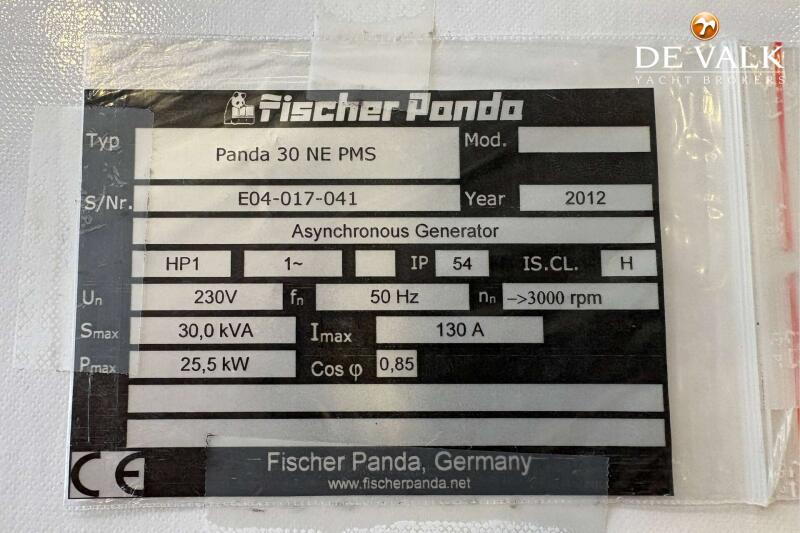 DE VALK
YACHT BROKERS
Fischer Panda
Typ Panda 30 NE PMS Mod.
S/Nr. E04-017-041 Year 2012
Asynchronous Generator
HP1 1~ IP 54 IS.CL. H
Un 230V fn 50 Hz nn –>3000 rpm
Smax 30,0 kVA Imax 130 A
Pmax 25,5 kW Cos φ 0,85
CE Fischer Panda, Germany
www.fischerpanda.net